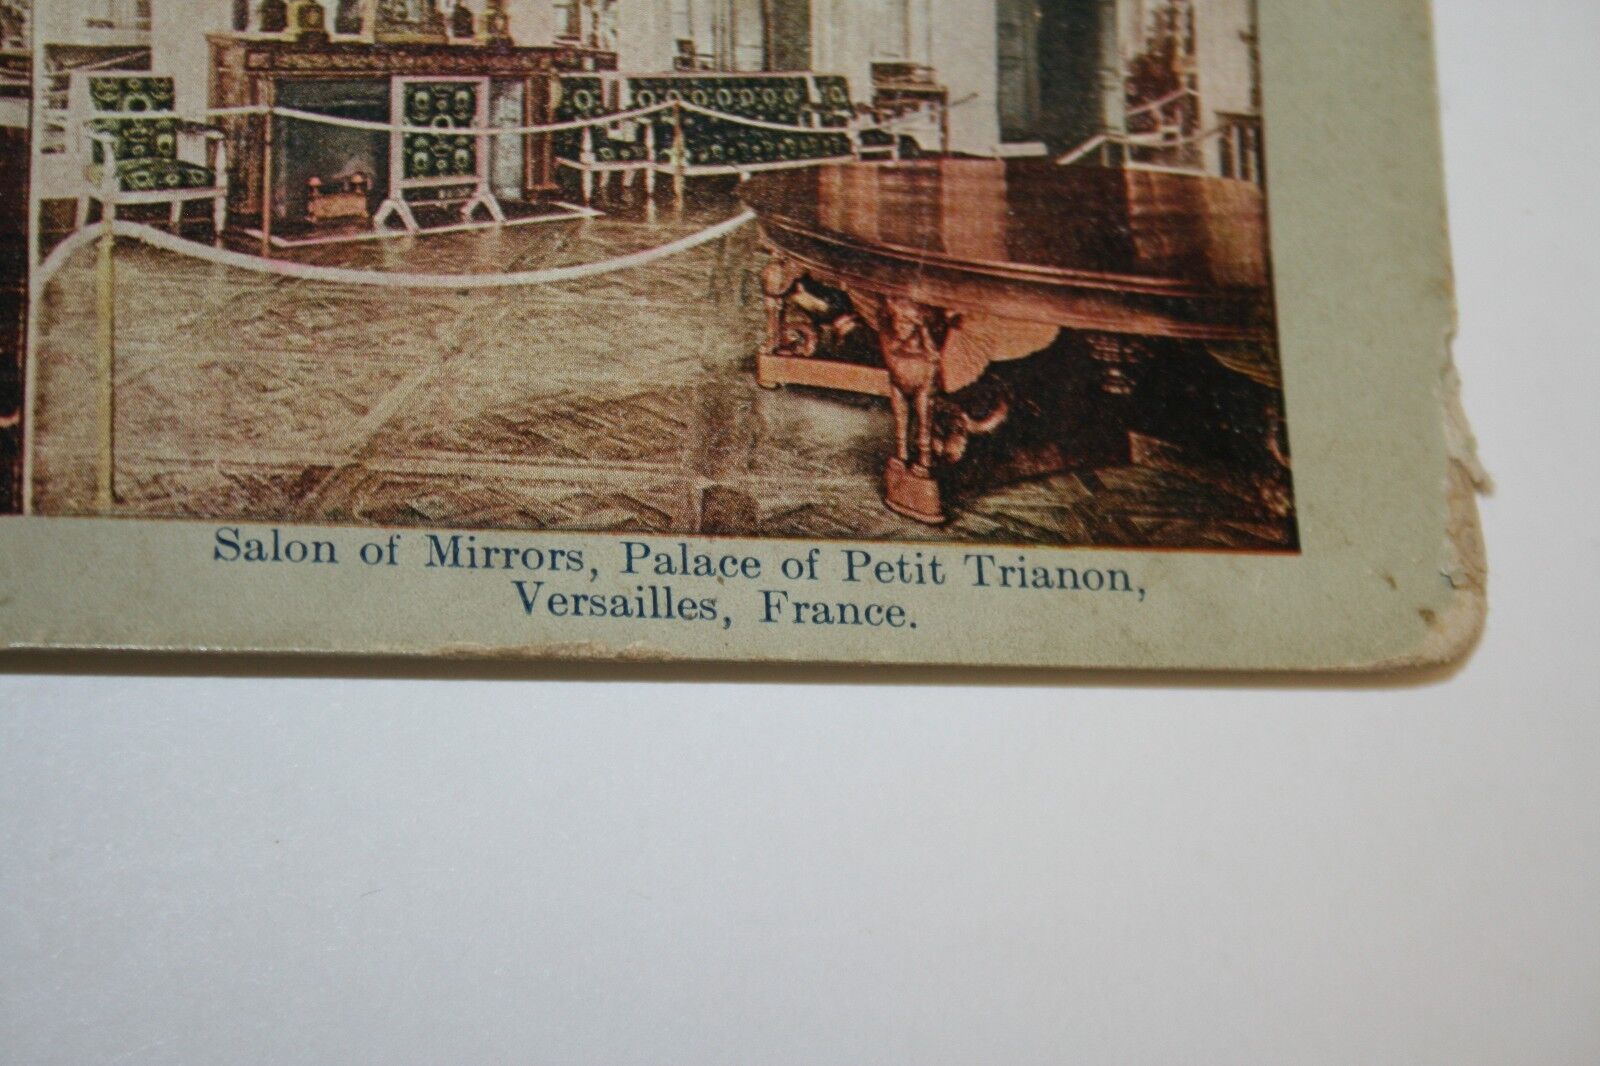 Salon of Mirrors, Palace of Petit Trianon,
Versailles, France.